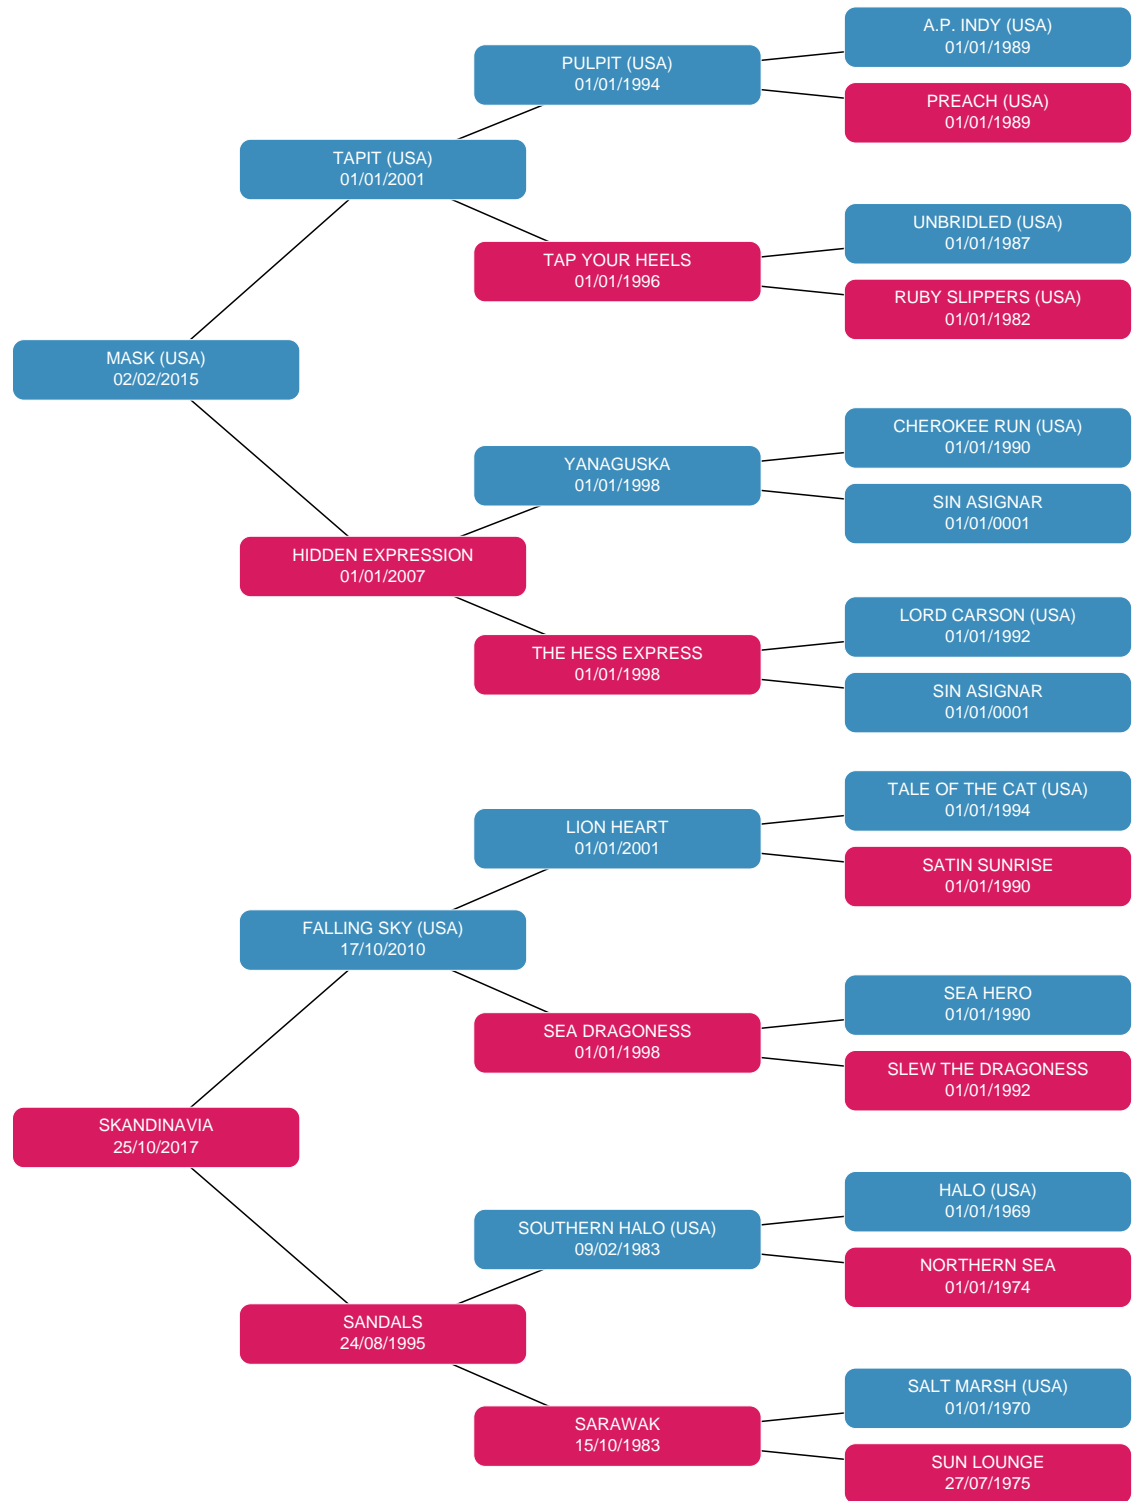 A.P. INDY (USA)
01/01/1989
PULPIT (USA)
01/01/1994
PREACH (USA)
01/01/1989
TAPIT (USA)
01/01/2001
UNBRIDLED (USA)
01/01/1987
TAP YOUR HEELS
01/01/1996
RUBY SLIPPERS (USA)
01/01/1982
MASK (USA)
02/02/2015
CHEROKEE RUN (USA)
01/01/1990
YANAGUSKA
01/01/1998
SIN ASIGNAR
01/01/0001
HIDDEN EXPRESSION
01/01/2007
LORD CARSON (USA)
01/01/1992
THE HESS EXPRESS
01/01/1998
SIN ASIGNAR
01/01/0001
TALE OF THE CAT (USA)
01/01/1994
LION HEART
01/01/2001
SATIN SUNRISE
01/01/1990
FALLING SKY (USA)
17/10/2010
SEA HERO
01/01/1990
SEA DRAGONESS
01/01/1998
SLEW THE DRAGONESS
01/01/1992
SKANDINAVIA
25/10/2017
HALO (USA)
01/01/1969
SOUTHERN HALO (USA)
09/02/1983
NORTHERN SEA
01/01/1974
SANDALS
24/08/1995
SALT MARSH (USA)
01/01/1970
SARAWAK
15/10/1983
SUN LOUNGE
27/07/1975